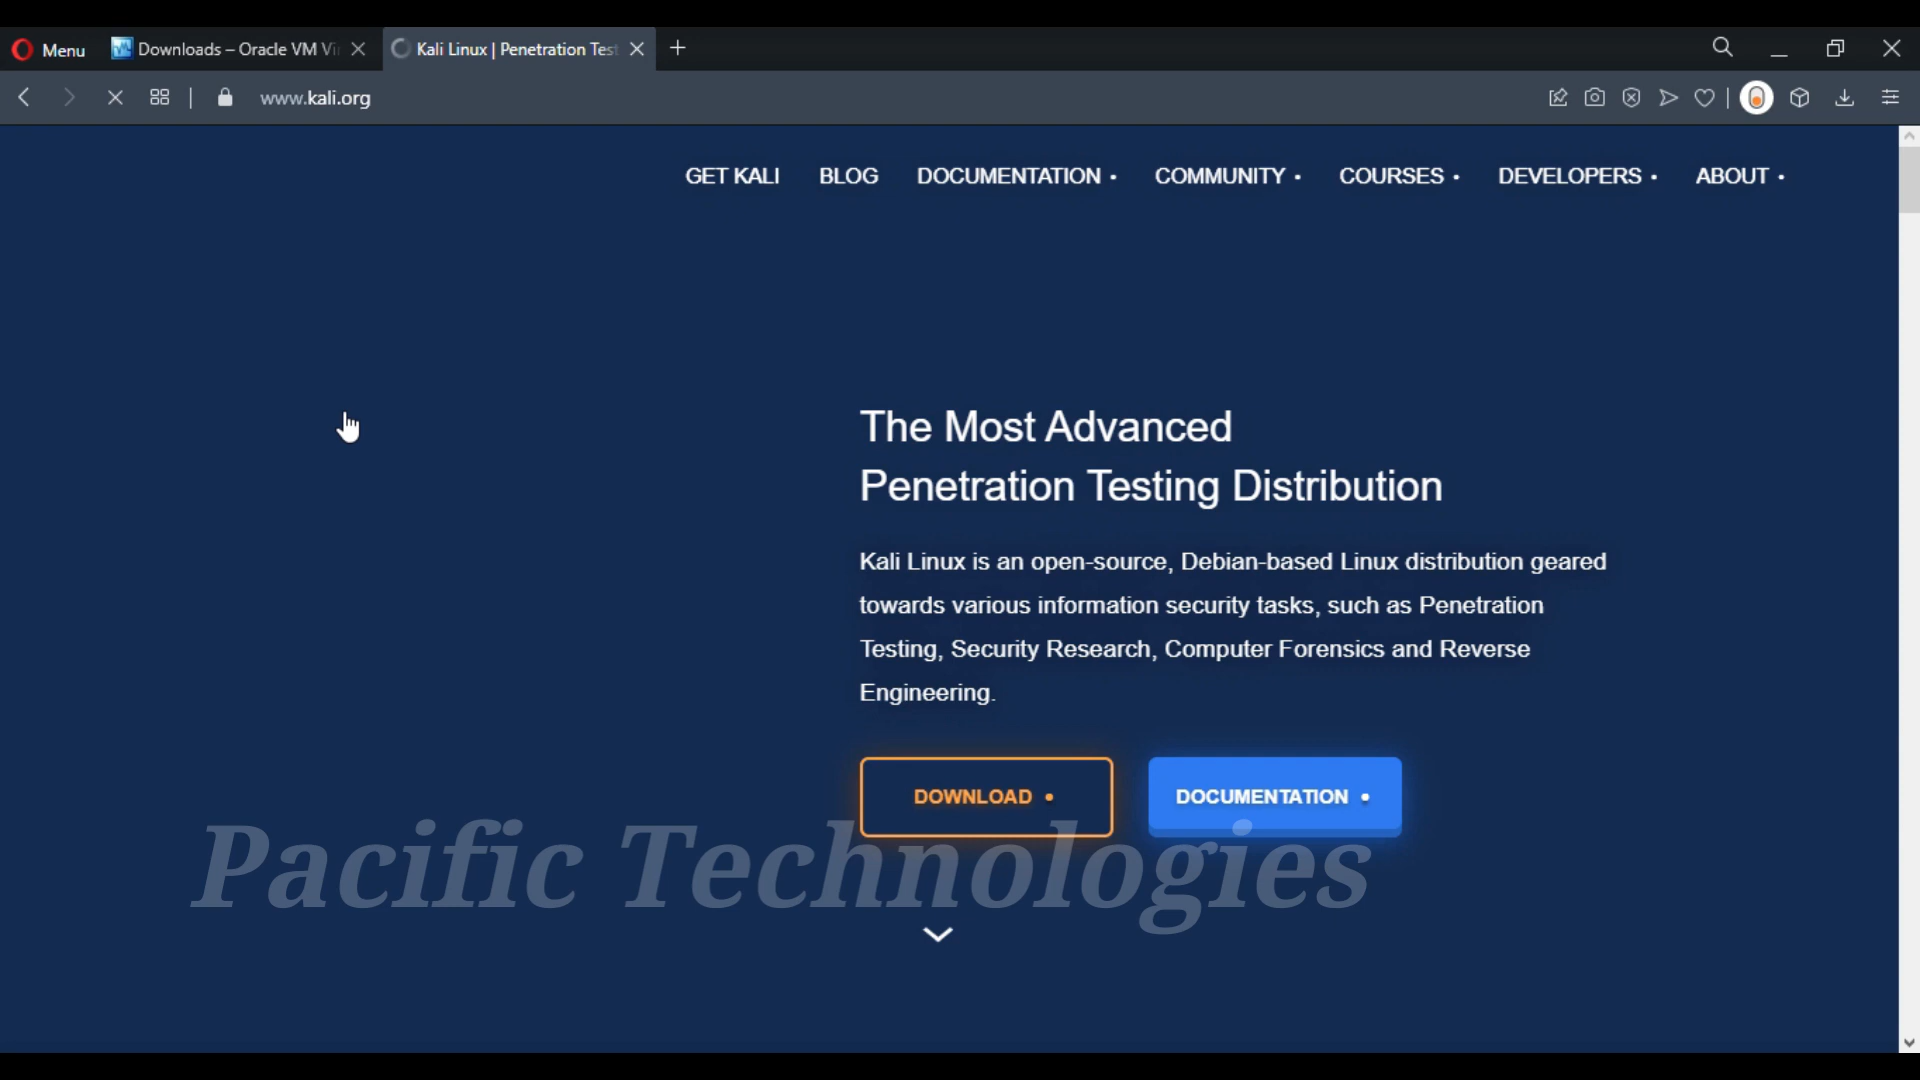 Menu
Downloads – Oracle VM Vi
Kali Linux | Penetration Test
www.kali.org
GET KALI
BLOG
DOCUMENTATION •
COMMUNITY •
COURSES •
DEVELOPERS •
ABOUT •
The Most Advanced
Penetration Testing Distribution
Kali Linux is an open-source, Debian-based Linux distribution geared
towards various information security tasks, such as Penetration
Testing, Security Research, Computer Forensics and Reverse
Engineering.
DOWNLOAD •
DOCUMENTATION •
Pacific Technologies